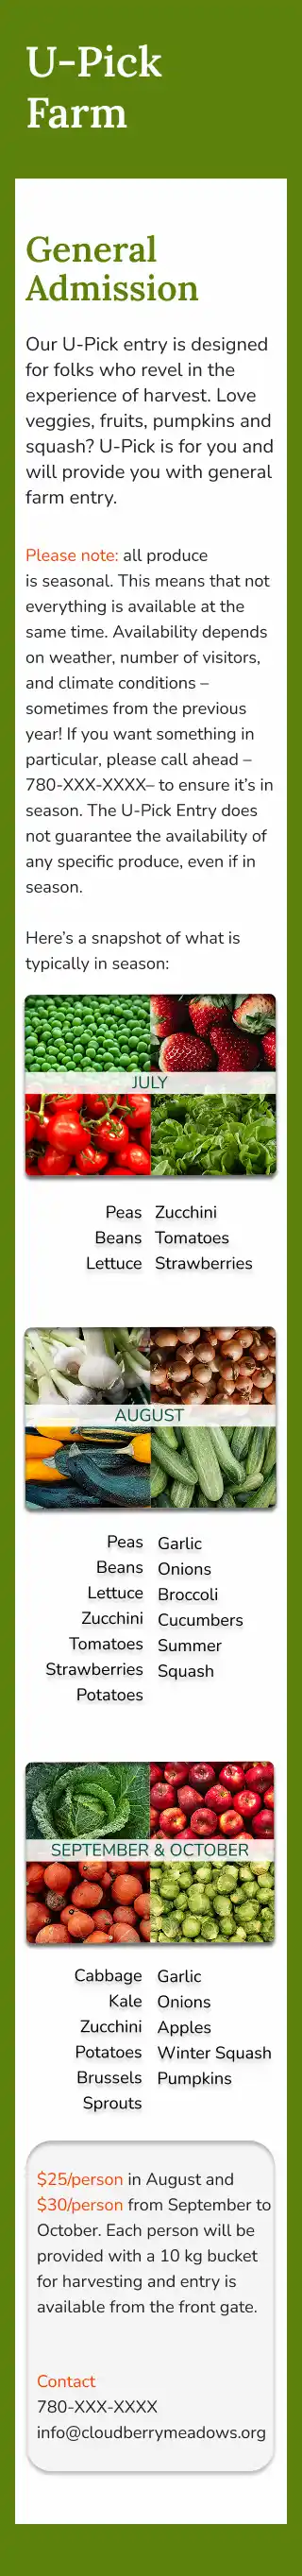 U-Pick
Farm
General
Admission
Our U-Pick entry is designed
for folks who revel in the
experience of harvest. Love
veggies, fruits, pumpkins and
squash? U-Pick is for you and
will provide you with general
farm entry.
Please note: all produce
is seasonal. This means that not
everything is available at the
same time. Availability depends
on weather, number of visitors,
and climate conditions –
sometimes from the previous
year! If you want something in
particular, please call ahead –
780-XXX-XXXX– to ensure it’s in
season. The U-Pick Entry does
not guarantee the availability of
any specific produce, even if in
season.
Here’s a snapshot of what is
typically in season:
JULY
Peas
Beans
Lettuce
Zucchini
Tomatoes
Strawberries
AUGUST
Peas
Beans
Lettuce
Zucchini
Tomatoes
Strawberries
Potatoes
Garlic
Onions
Broccoli
Cucumbers
Summer
Squash
SEPTEMBER & OCTOBER
Cabbage
Kale
Zucchini
Potatoes
Brussels
Sprouts
Garlic
Onions
Apples
Winter Squash
Pumpkins
$25/person in August and
$30/person from September to
October. Each person will be
provided with a 10 kg bucket
for harvesting and entry is
available from the front gate.
Contact
780-XXX-XXXX
info@cloudberrymeadows.org